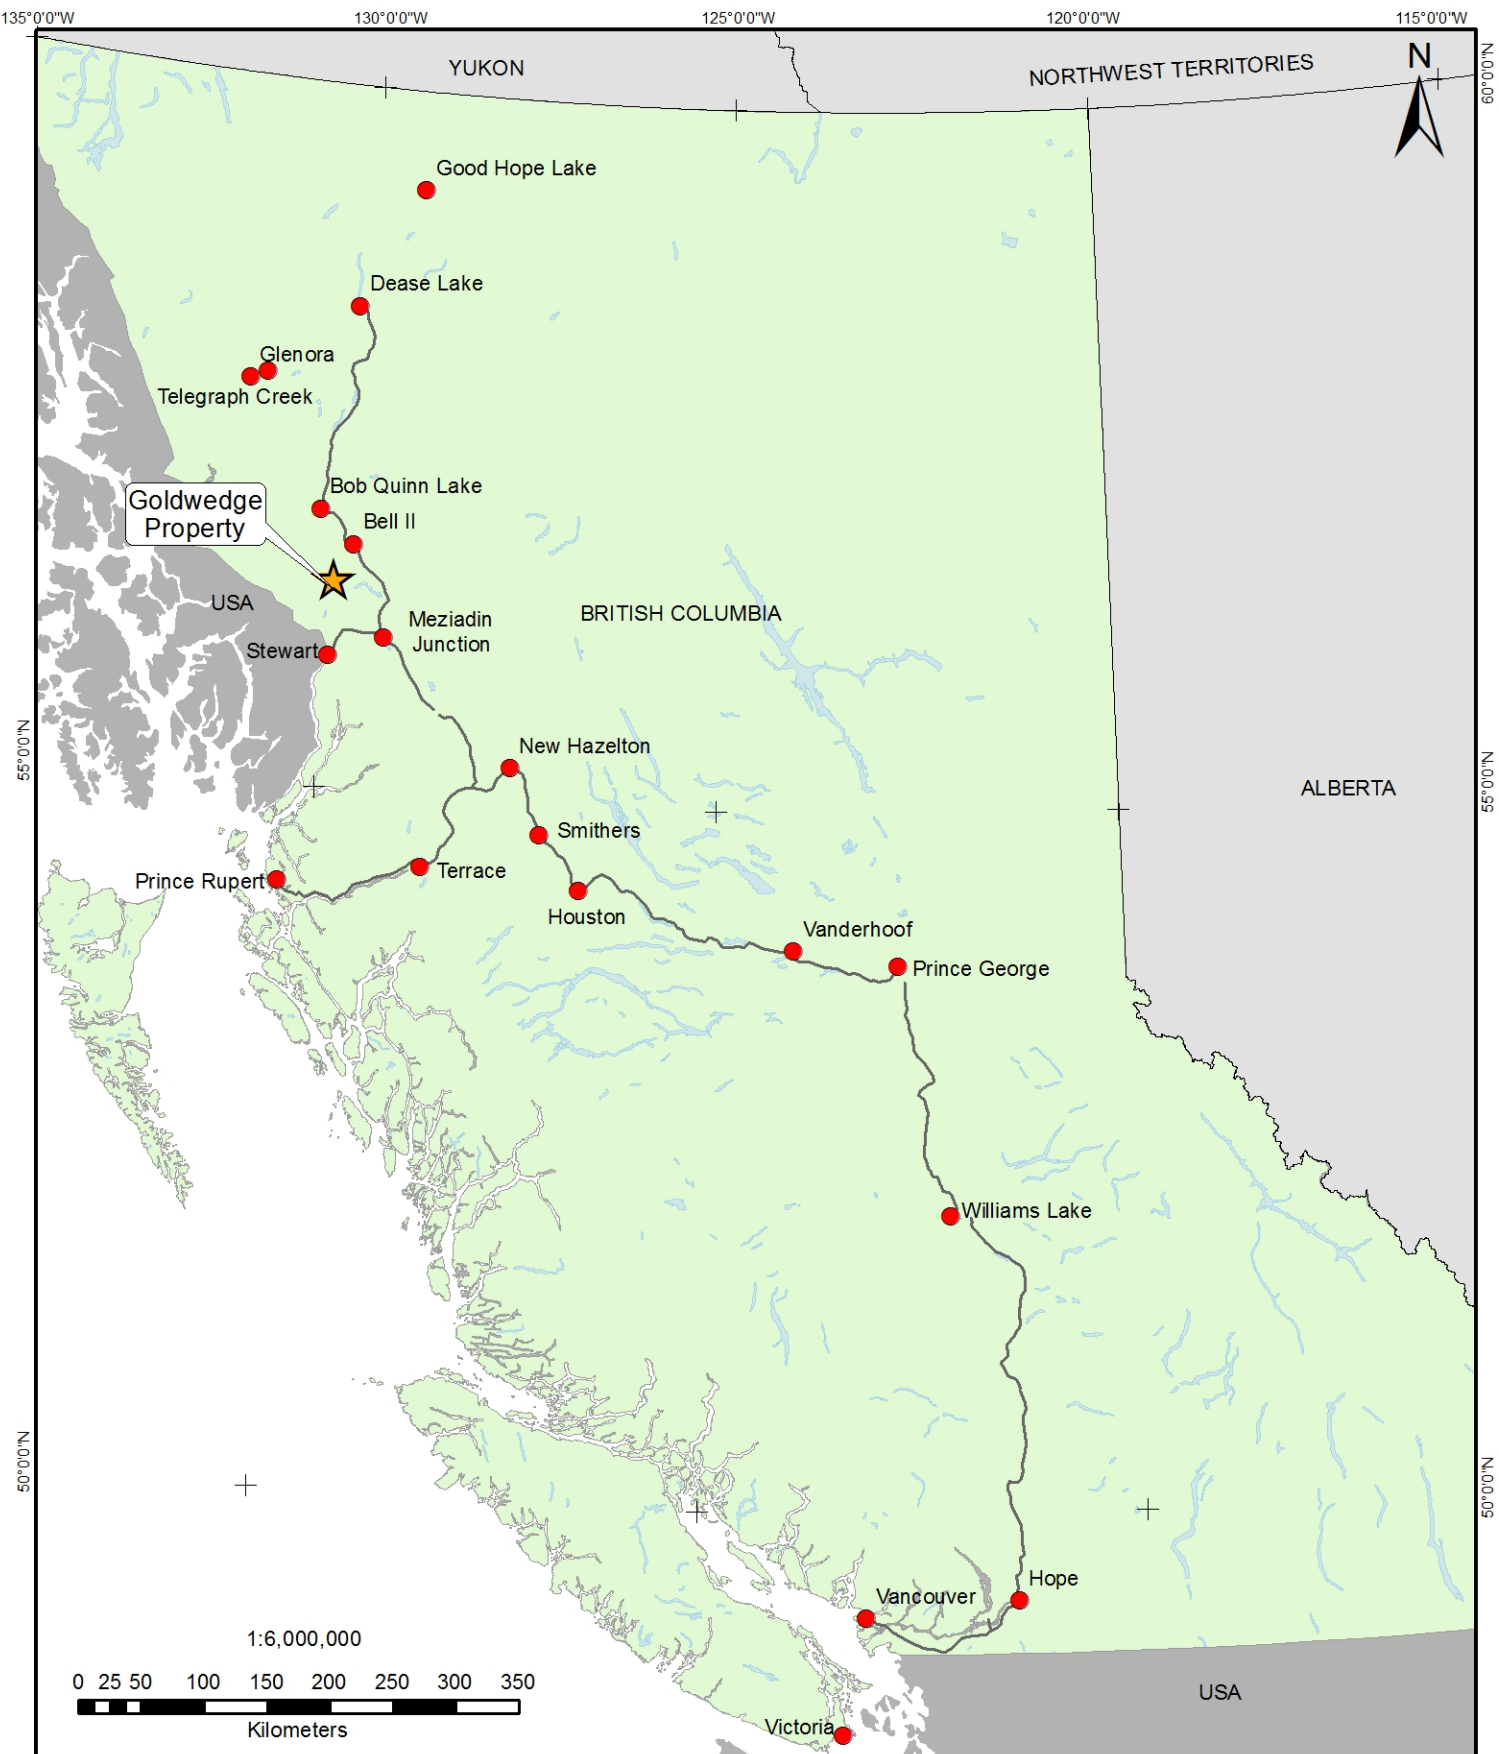 135°0'0"W
130°0'0"W
125°0'0"W
120°0'0"W
115°0'0"W
YUKON
NORTHWEST TERRITORIES
N
60°0'0"N
Good Hope Lake
Dease Lake
Glenora
Telegraph Creek
Bob Quinn Lake
Goldwedge
Property
Bell II
USA
BRITISH COLUMBIA
Meziadin
Junction
Stewart
55°0'0"N
New Hazelton
55°0'0"N
ALBERTA
Smithers
Terrace
Prince Rupert
Houston
Vanderhoof
Prince George
Williams Lake
50°0'0"N
50°0'0"N
Hope
Vancouver
1:6,000,000
0 25 50 100 150 200 250 300 350
Kilometers
USA
Victoria